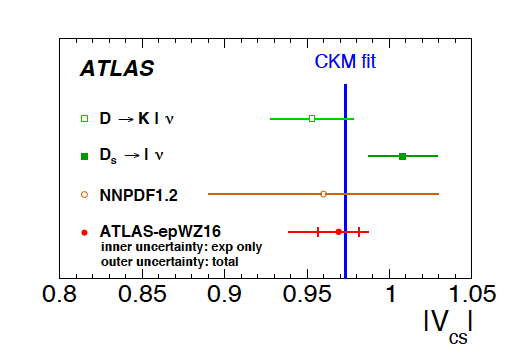 CKM fit
ATLAS
D → K l ν
Dₛ → l ν
NNPDF1.2
ATLAS-epWZ16
inner uncertainty: exp only
outer uncertainty: total
0.8 0.85 0.9 0.95 1 1.05
|V_cs|